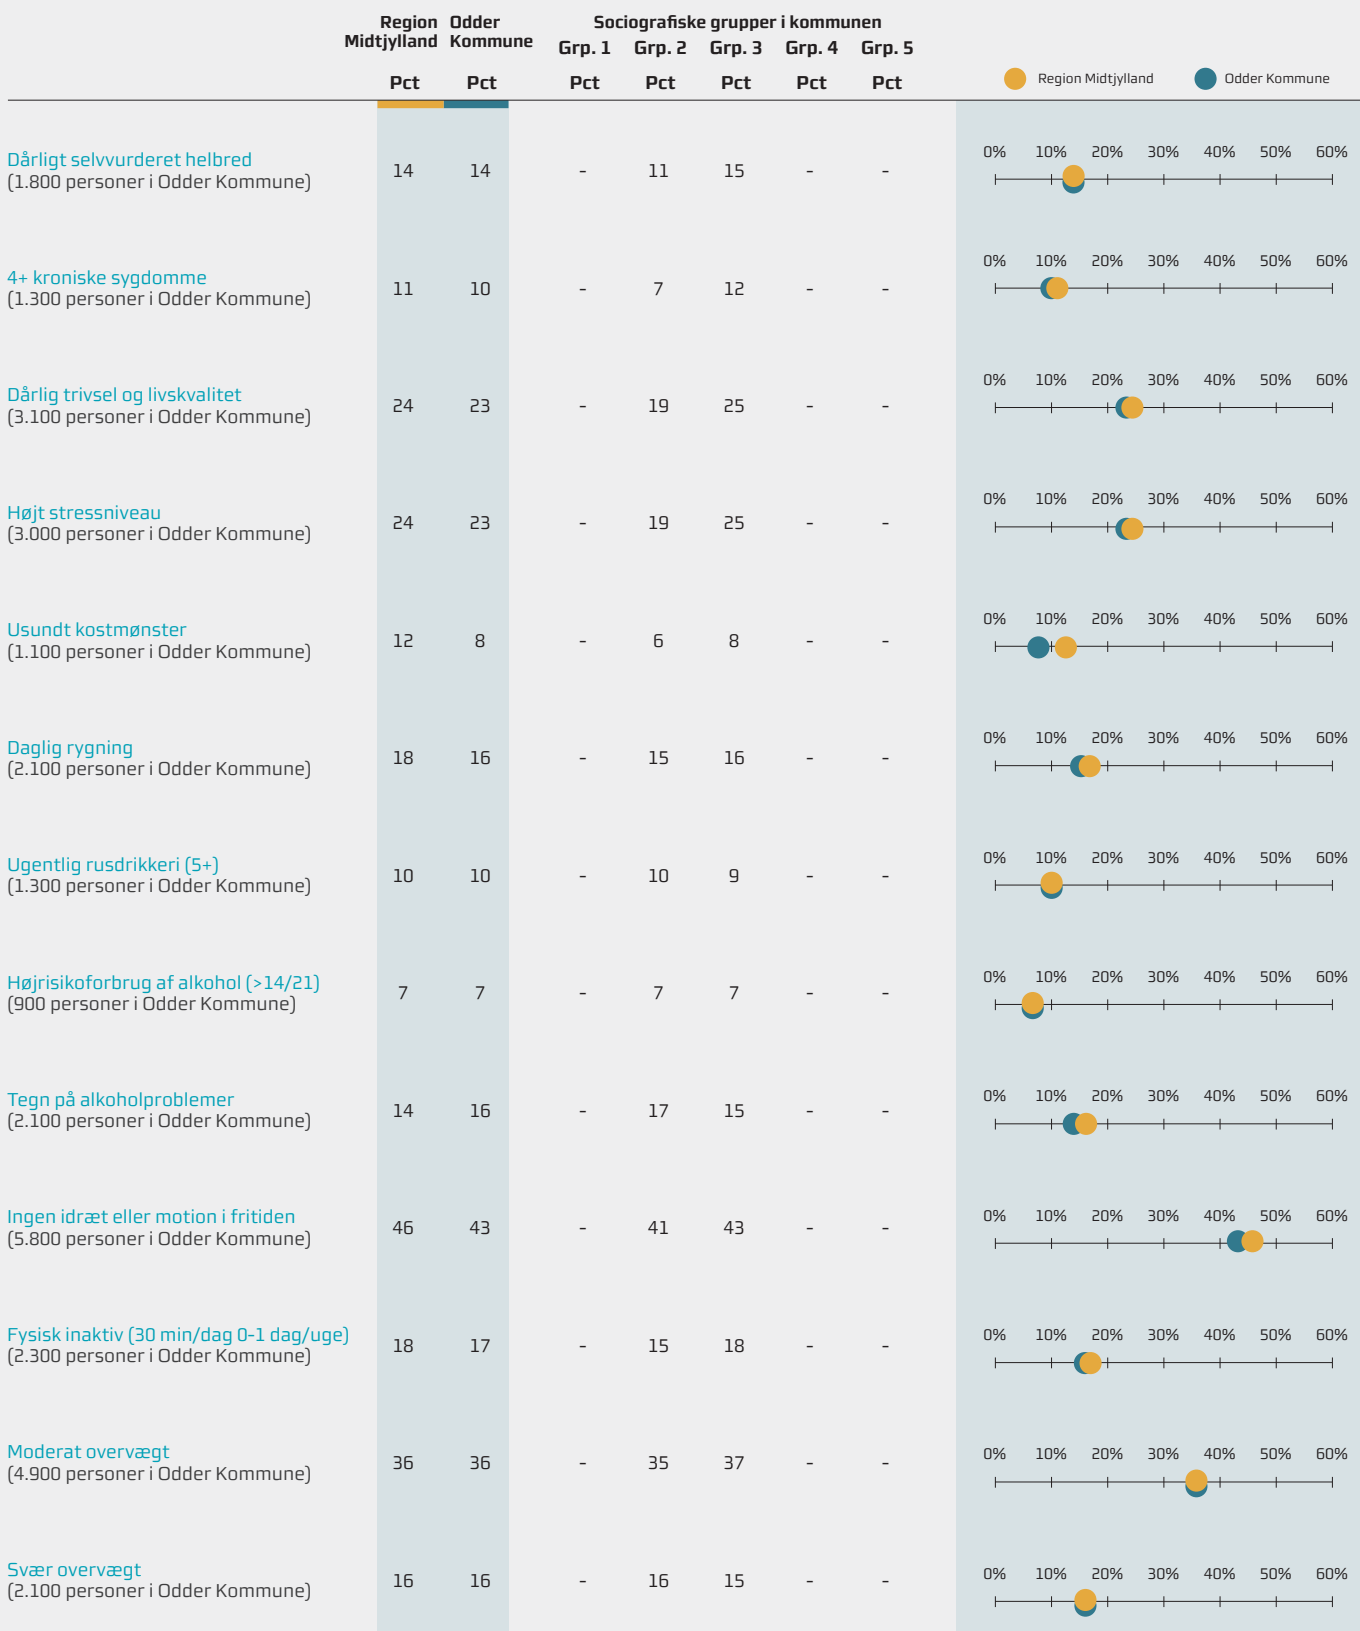 Region Midtjylland
Odder Kommune
Sociografiske grupper i kommunen
Grp. 1 Grp. 2 Grp. 3 Grp. 4 Grp. 5
Pct Pct Pct Pct Pct Pct Pct
Region Midtjylland Odder Kommune
Dårligt selvvurderet helbred
(1.800 personer i Odder Kommune)
14 14 - 11 15 - -
0% 10% 20% 30% 40% 50% 60%
4+ kroniske sygdomme
(1.300 personer i Odder Kommune)
11 10 - 7 12 - -
0% 10% 20% 30% 40% 50% 60%
Dårlig trivsel og livskvalitet
(3.100 personer i Odder Kommune)
24 23 - 19 25 - -
0% 10% 20% 30% 40% 50% 60%
Højt stressniveau
(3.000 personer i Odder Kommune)
24 23 - 19 25 - -
0% 10% 20% 30% 40% 50% 60%
Usundt kostmønster
(1.100 personer i Odder Kommune)
12 8 - 6 8 - -
0% 10% 20% 30% 40% 50% 60%
Daglig rygning
(2.100 personer i Odder Kommune)
18 16 - 15 16 - -
0% 10% 20% 30% 40% 50% 60%
Ugentlig rusdrikkeri (5+)
(1.300 personer i Odder Kommune)
10 10 - 10 9 - -
0% 10% 20% 30% 40% 50% 60%
Højrisikoforbrug af alkohol (>14/21)
(900 personer i Odder Kommune)
7 7 - 7 7 - -
0% 10% 20% 30% 40% 50% 60%
Tegn på alkoholproblemer
(2.100 personer i Odder Kommune)
14 16 - 17 15 - -
0% 10% 20% 30% 40% 50% 60%
Ingen idræt eller motion i fritiden
(5.800 personer i Odder Kommune)
46 43 - 41 43 - -
0% 10% 20% 30% 40% 50% 60%
Fysisk inaktiv (30 min/dag 0-1 dag/uge)
(2.300 personer i Odder Kommune)
18 17 - 15 18 - -
0% 10% 20% 30% 40% 50% 60%
Moderat overvægt
(4.900 personer i Odder Kommune)
36 36 - 35 37 - -
0% 10% 20% 30% 40% 50% 60%
Svær overvægt
(2.100 personer i Odder Kommune)
16 16 - 16 15 - -
0% 10% 20% 30% 40% 50% 60%